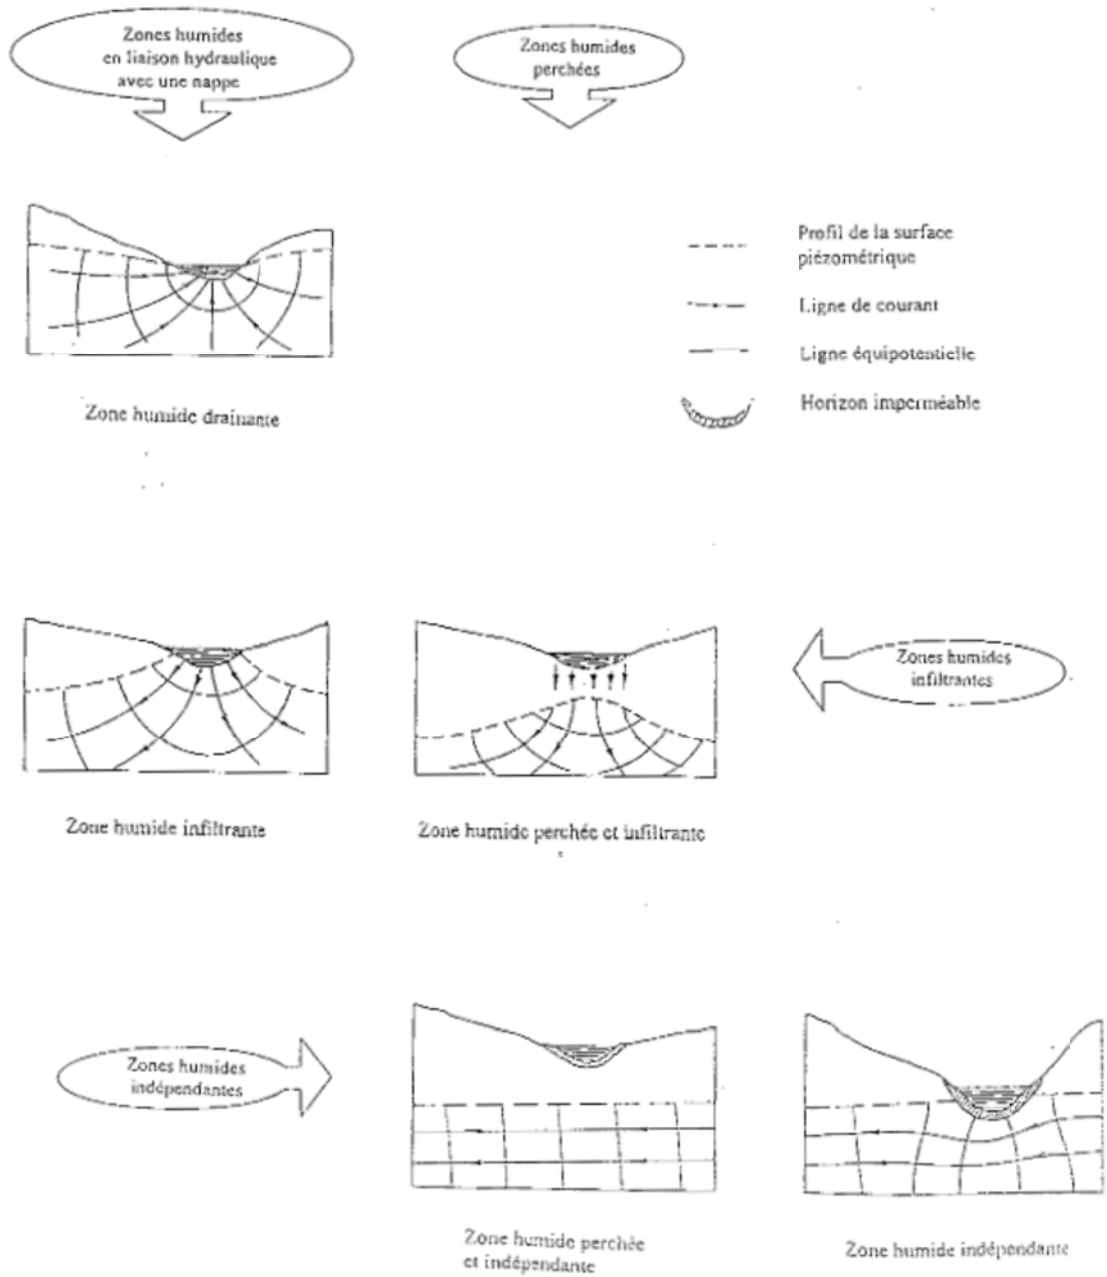 Zones humides
en liaison hydraulique
avec une nappe
Zones humides
perchées
Profil de la surface
piézométrique
Ligne de courant
Ligne équipotentielle
Horizon imperméable
Zone humide drainante
Zones humides
infiltrantes
Zone humide infiltrante
Zone humide perchée et infiltrante
Zones humides
indépendantes
Zone humide perchée
et indépendante
Zone humide indépendante